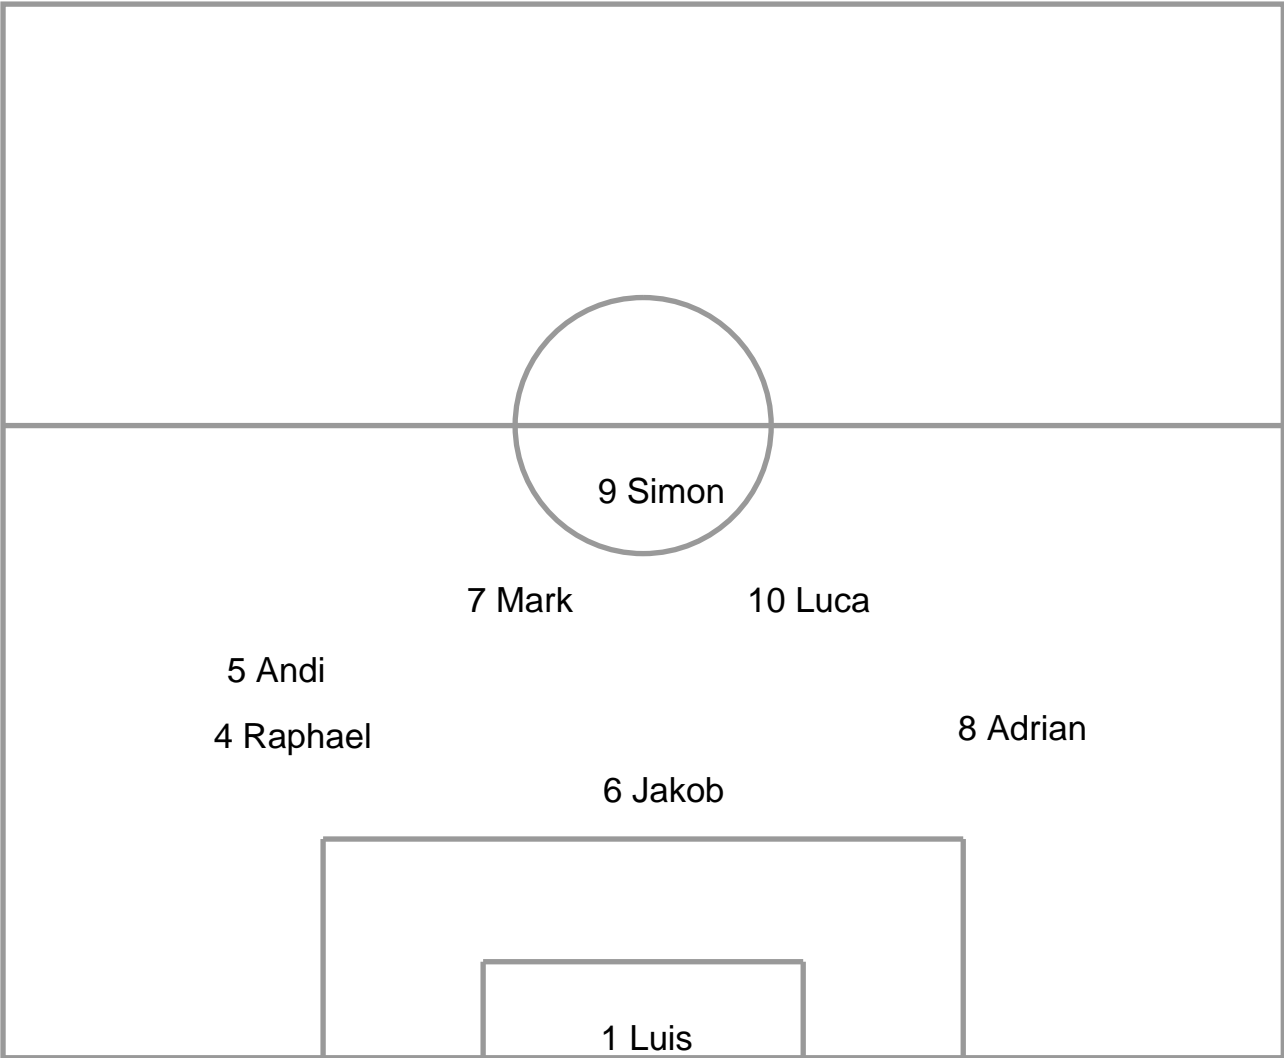 9 Simon
7 Mark
10 Luca
5 Andi
4 Raphael
8 Adrian
6 Jakob
1 Luis